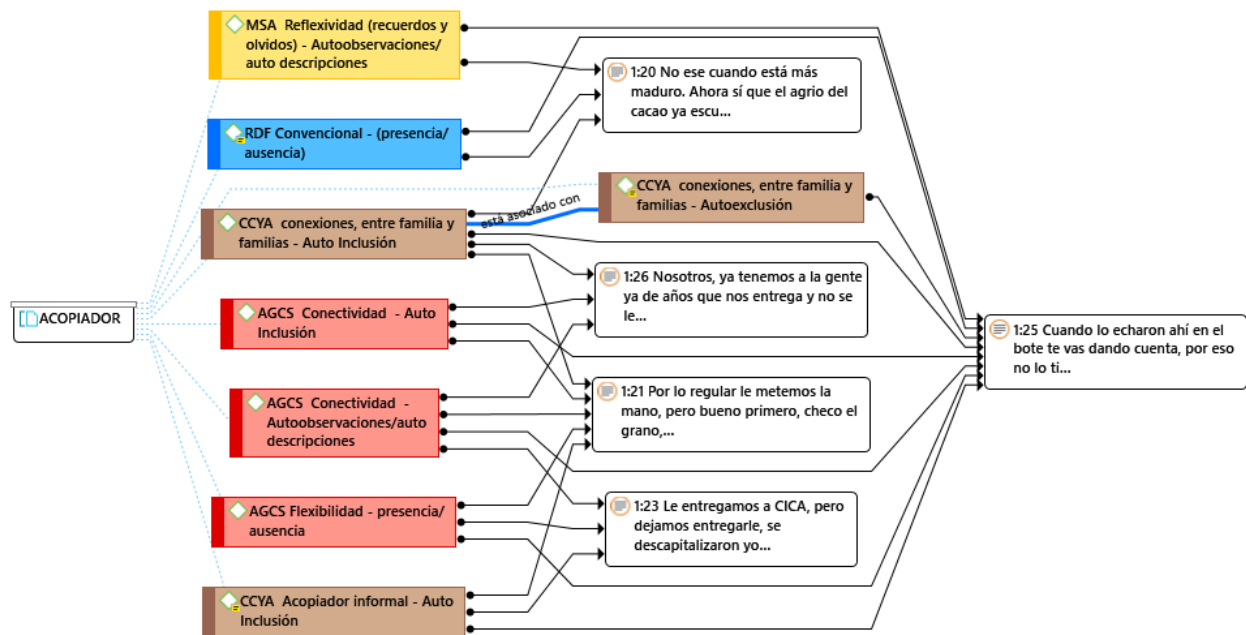 MSA  Reflexividad (recuerdos y
olvidos) - Autoobservaciones/
auto descripciones
1:20 No ese cuando está más
maduro. Ahora sí que el agrio del
cacao ya escu...
RDF Convencional - (presencia/
ausencia)
CCYA  conexiones, entre familia y
familias - Autoexclusión
está asociado con
CCYA  conexiones, entre familia y
familias - Auto Inclusión
1:26 Nosotros, ya tenemos a la gente
ya de años que nos entrega y no se
le...
ACOPIADOR
AGCS  Conectividad  - Auto
Inclusión
1:25 Cuando lo echaron ahí en el
bote te vas dando cuenta, por eso
no lo ti...
1:21 Por lo regular le metemos la
mano, pero bueno primero, checo el
grano,...
AGCS  Conectividad  -
Autoobservaciones/auto
descripciones
AGCS Flexibilidad - presencia/
ausencia
1:23 Le entregamos a CICA, pero
dejamos entregarle, se
descapitalizaron yo...
CCYA  Acopiador informal - Auto
Inclusión